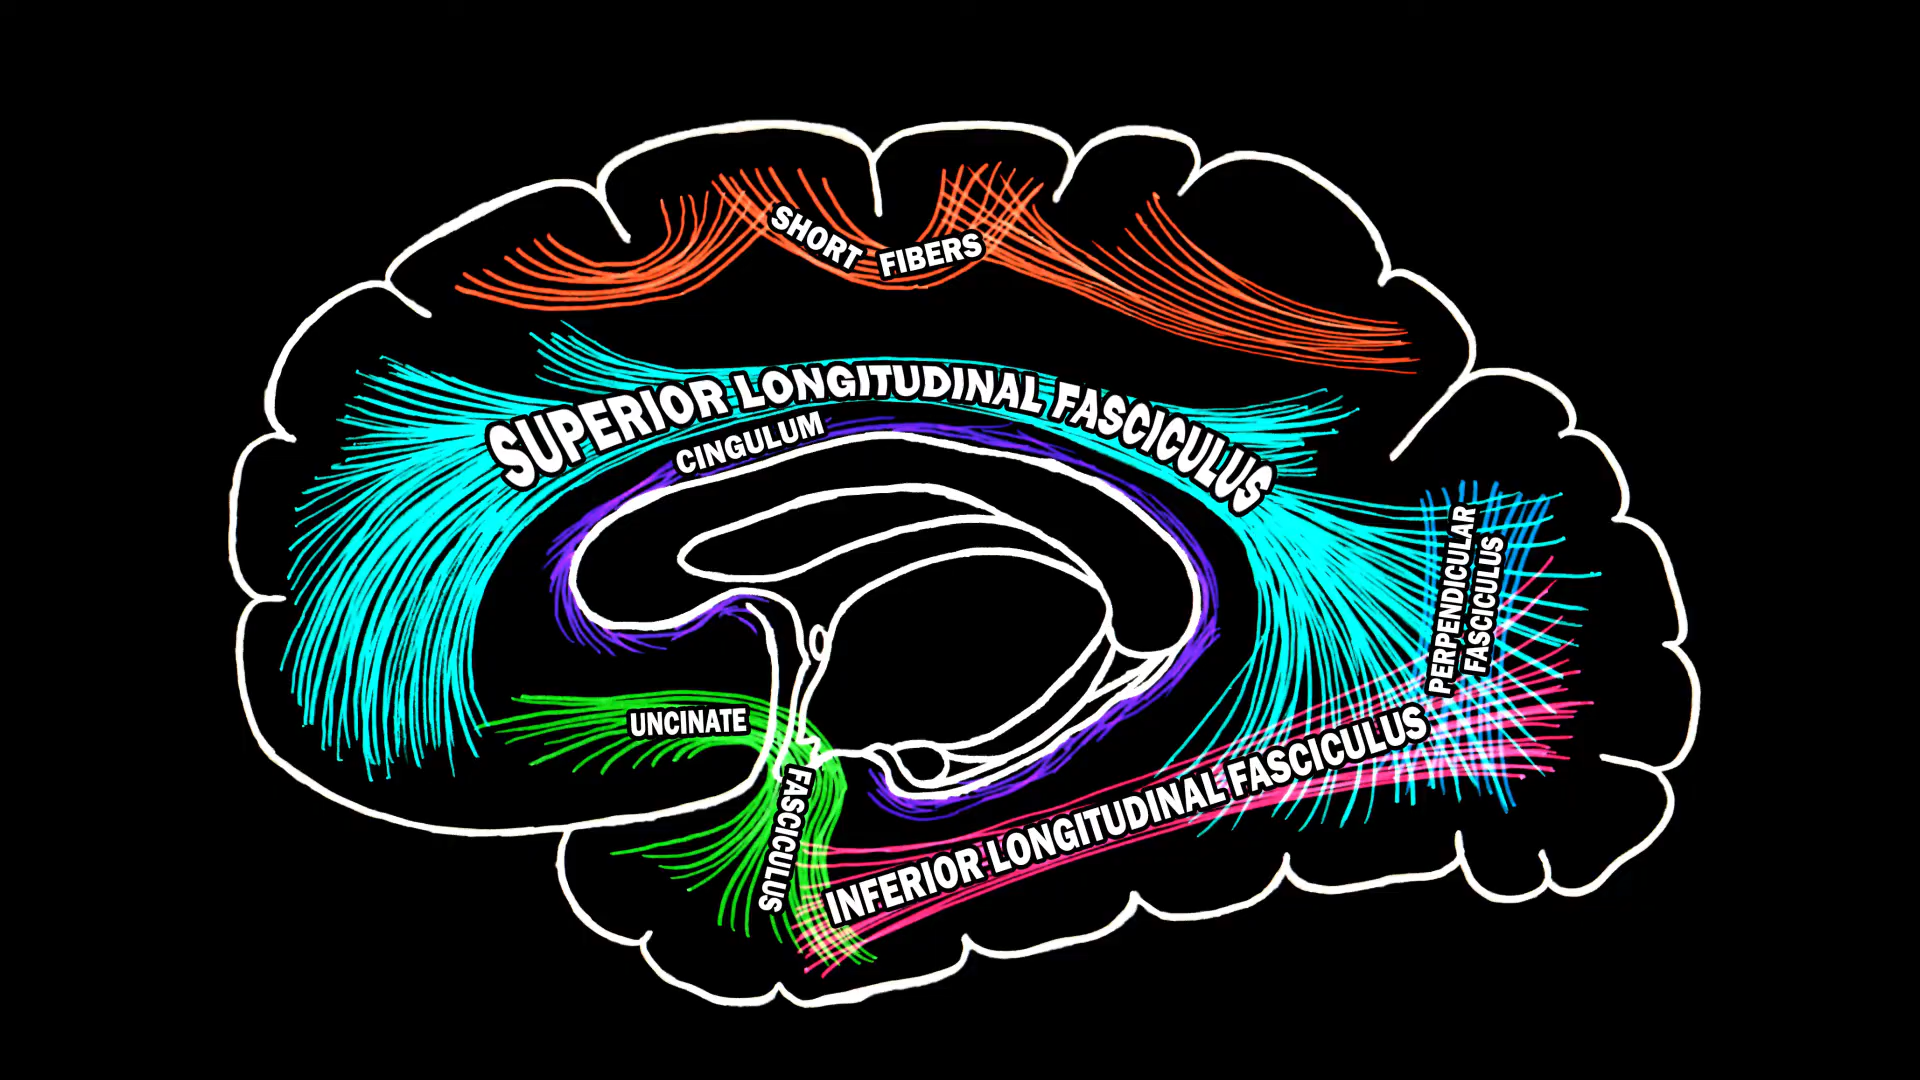 SHORT FIBERS
SUPERIOR LONGITUDINAL FASCICULUS
CINGULUM
PERPENDICULAR
FASCICULUS
UNCINATE
FASCICULUS
INFERIOR LONGITUDINAL FASCICULUS